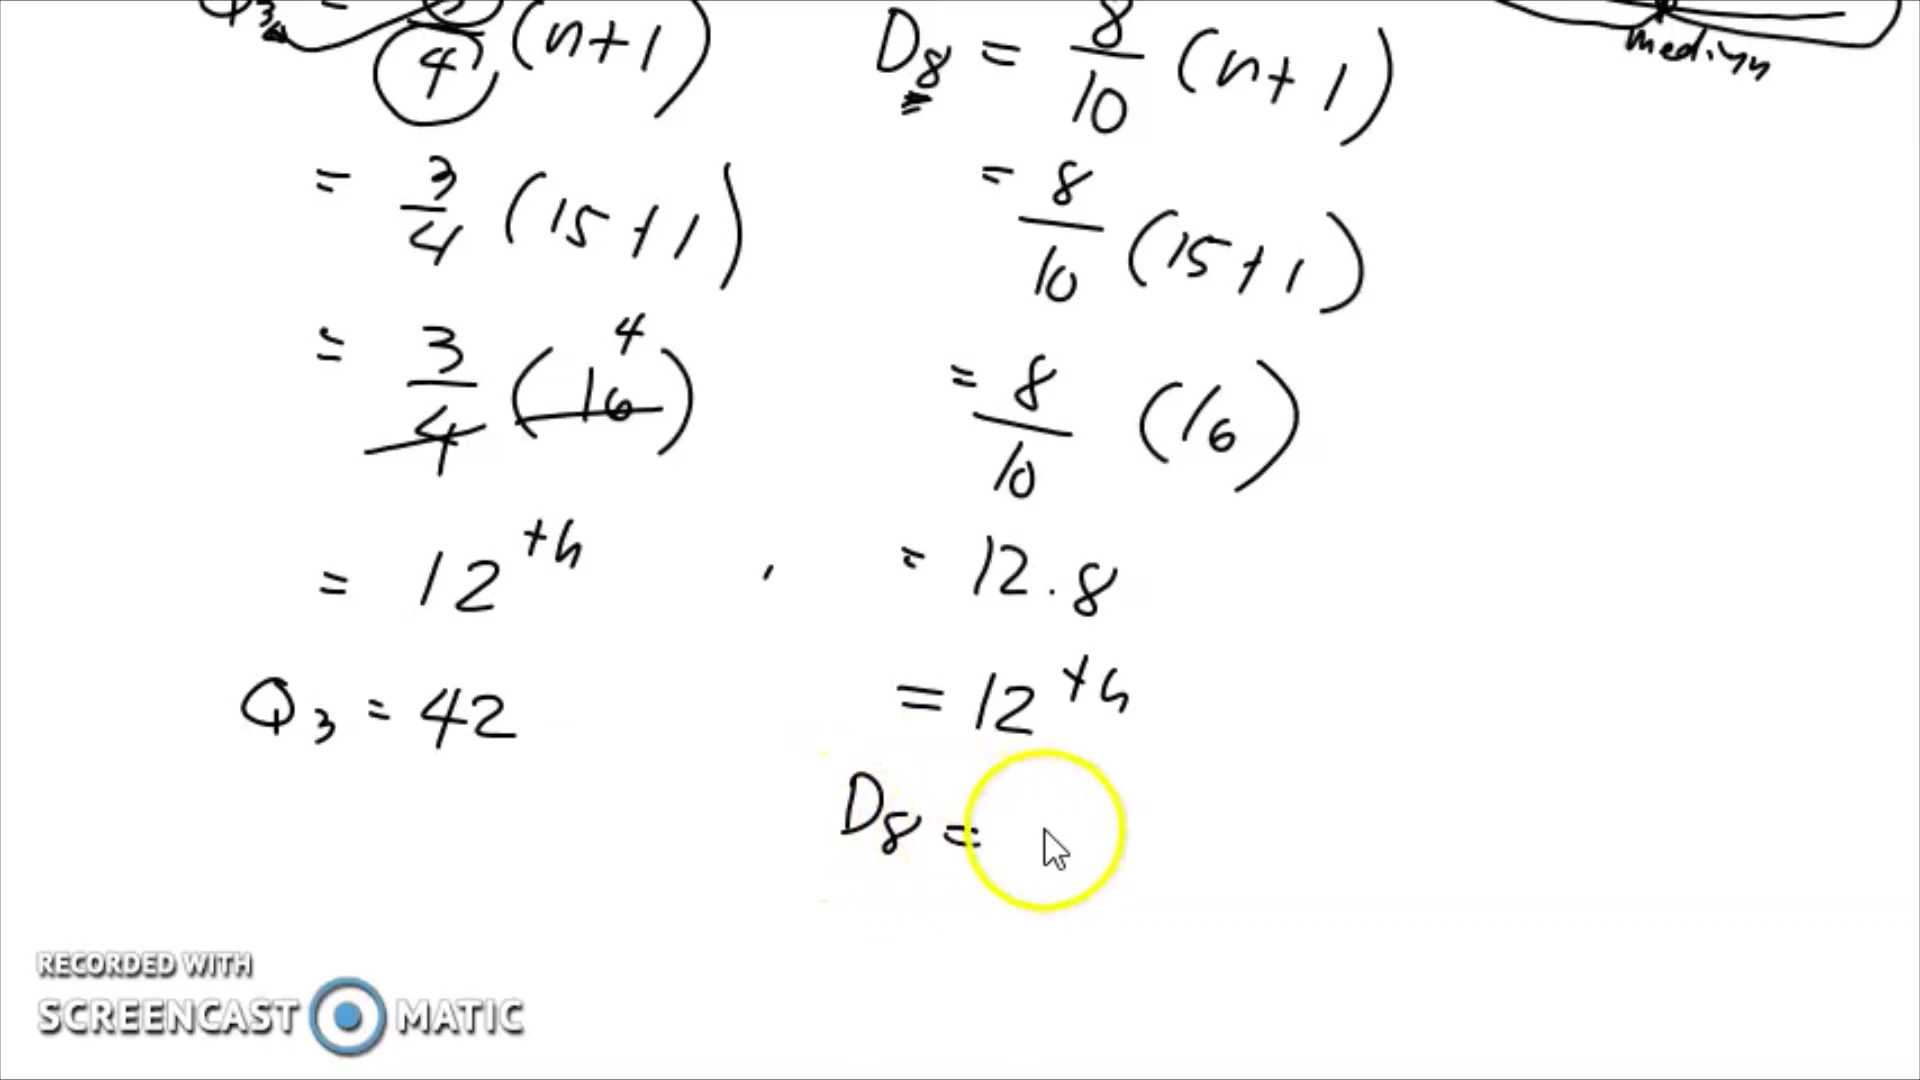 Q3 = 3/4 (n+1)
= 3/4 (15+1)
= 3/4 (16) 4
= 12th
Q3 = 42
D8 = 8/10 (n+1)
= 8/10 (15+1)
= 8/10 (16)
= 12.8
= 12th
D8 =
RECORDED WITH
SCREENCAST MATIC